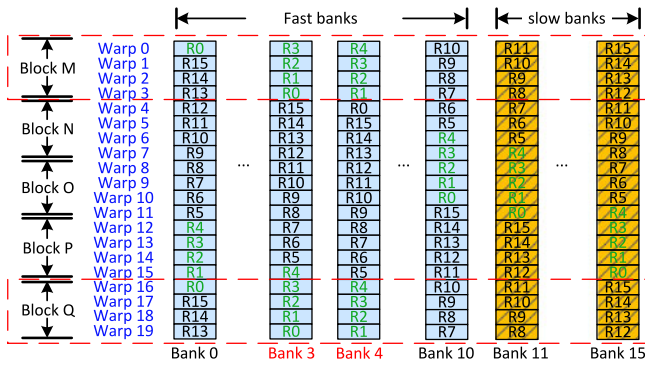 Fast banks slow banks
Warp 0 R0 R3 R4 R10 R11 R15
Block M Warp 1 R15 R2 R3 R9 R10 R14
Warp 2 R14 R1 R2 R8 R9 R13
Warp 3 R13 R0 R1 R7 R8 R12
Warp 4 R12 R15 R0 R6 R7 R11
Block N Warp 5 R11 R14 R15 R5 R6 R10
Warp 6 R10 R13 R14 R4 R5 R9
Warp 7 R9 ... R12 R13 ... R3 R4 ... R8
Warp 8 R8 R11 R12 R2 R3 R7
Block O Warp 9 R7 R10 R11 R1 R2 R6
Warp 10 R6 R9 R10 R0 R1 R5
Warp 11 R5 R8 R9 R15 R0 R4
Warp 12 R4 R7 R8 R14 R15 R3
Block P Warp 13 R3 R6 R7 R13 R14 R2
Warp 14 R2 R5 R6 R12 R13 R1
Warp 15 R1 R4 R5 R11 R12 R0
Warp 16 R0 R3 R4 R10 R11 R15
Block Q Warp 17 R15 R2 R3 R9 R10 R14
Warp 18 R14 R1 R2 R8 R9 R13
Warp 19 R13 R0 R1 R7 R8 R12
Bank 0 Bank 3 Bank 4 Bank 10 Bank 11 Bank 15